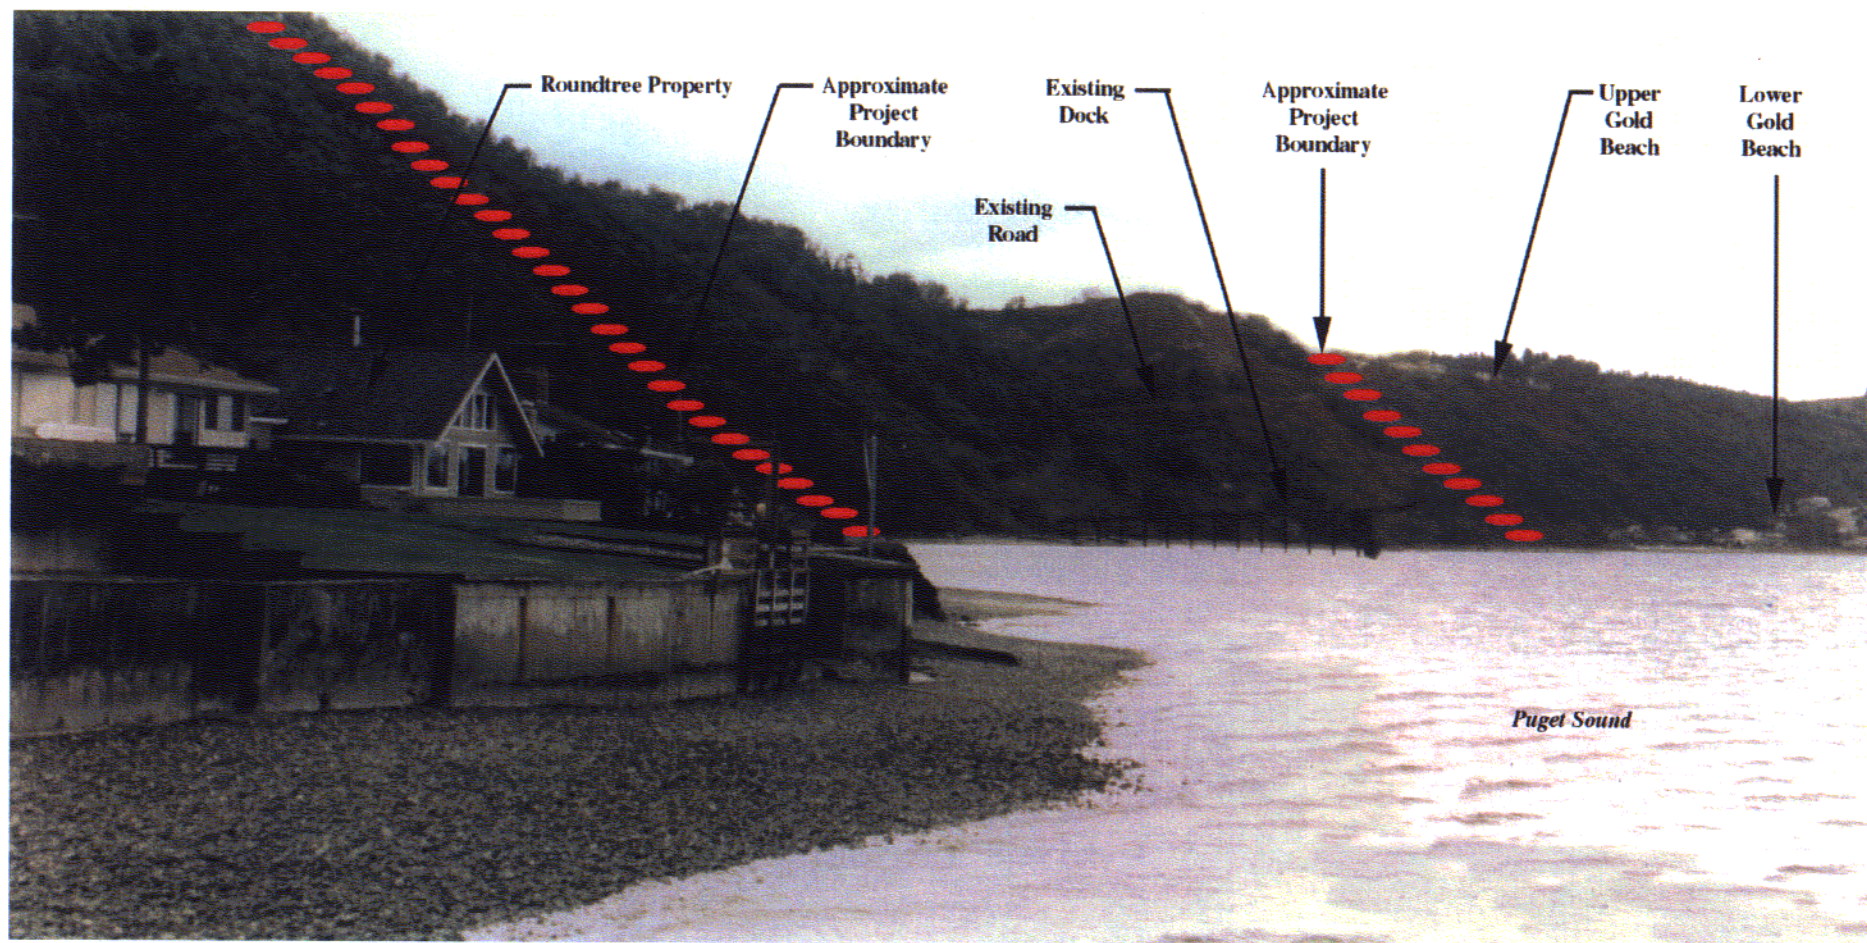 Roundtree Property
Approximate
Project
Boundary
Existing
Dock
Approximate
Project
Boundary
Upper
Gold
Beach
Lower
Gold
Beach
Existing
Road
Puget Sound